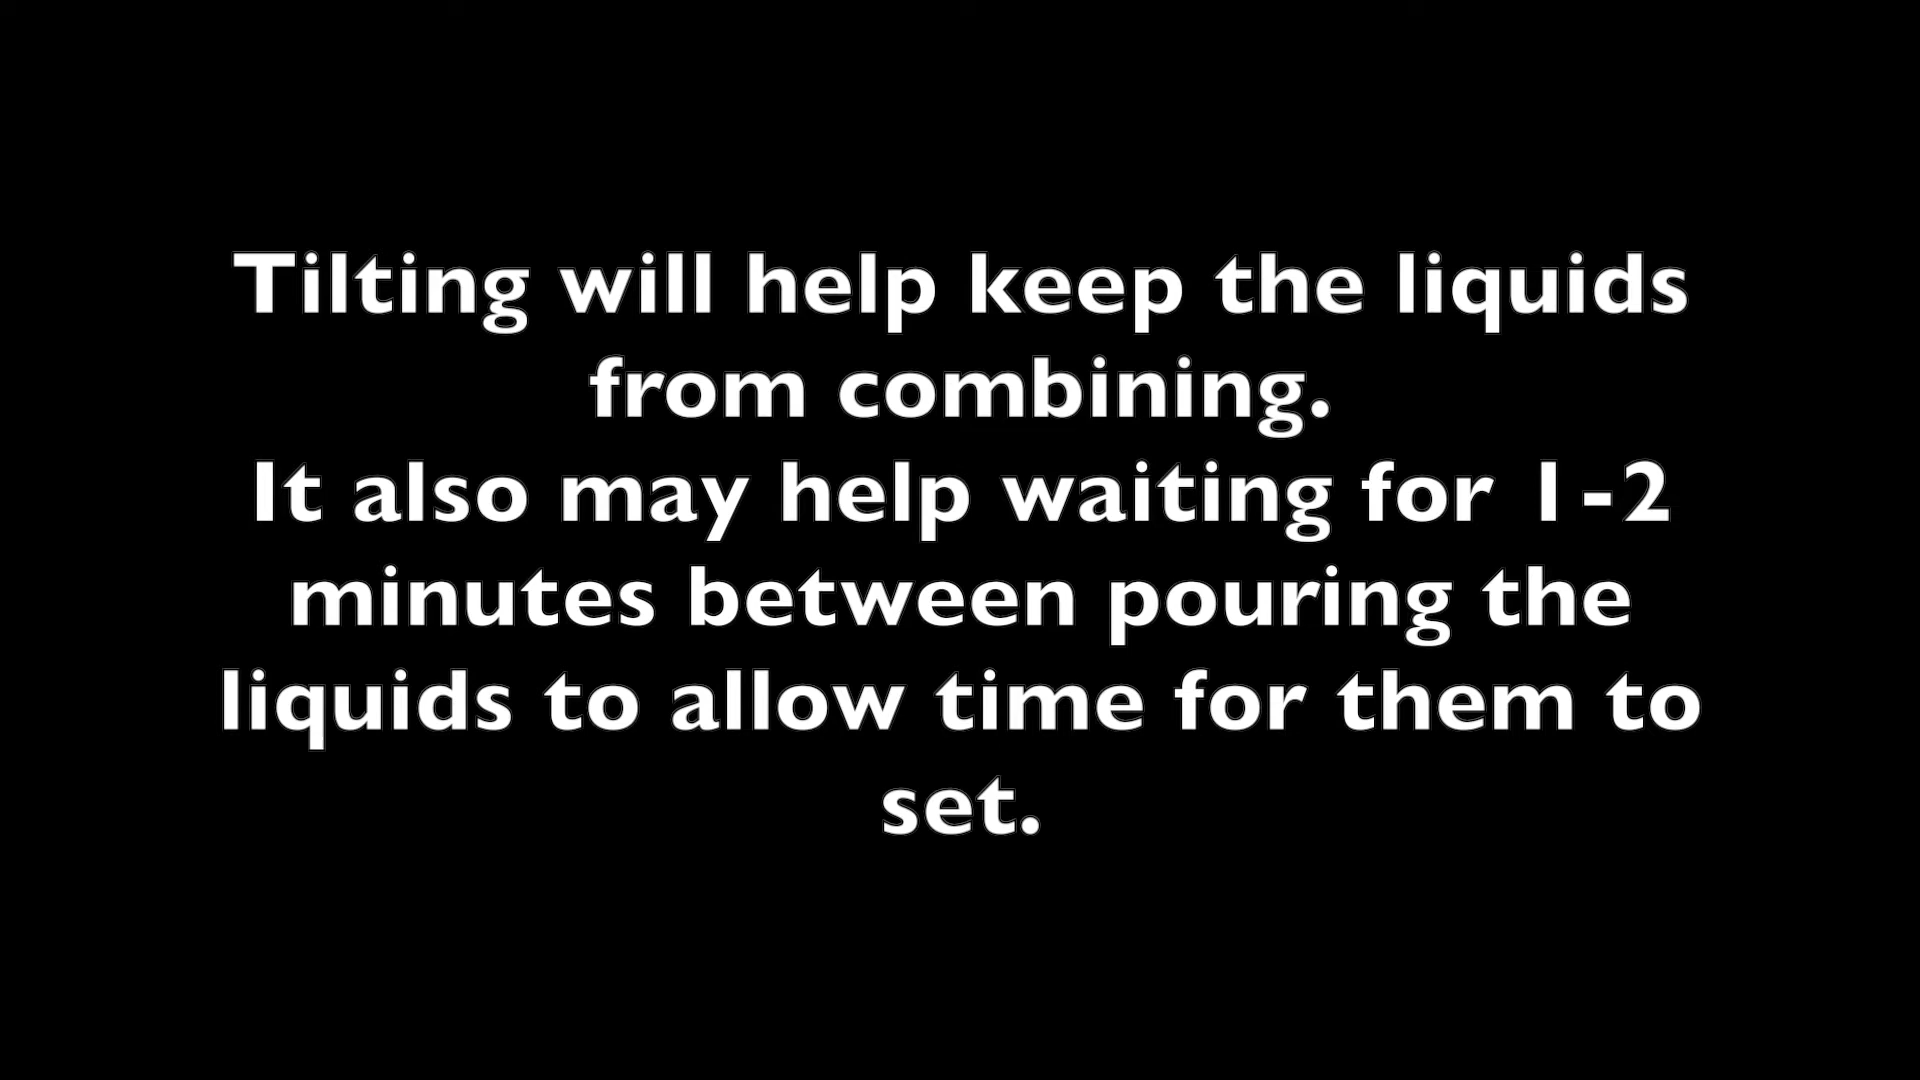 Tilting will help keep the liquids
from combining.
It also may help waiting for 1-2
minutes between pouring the
liquids to allow time for them to
set.